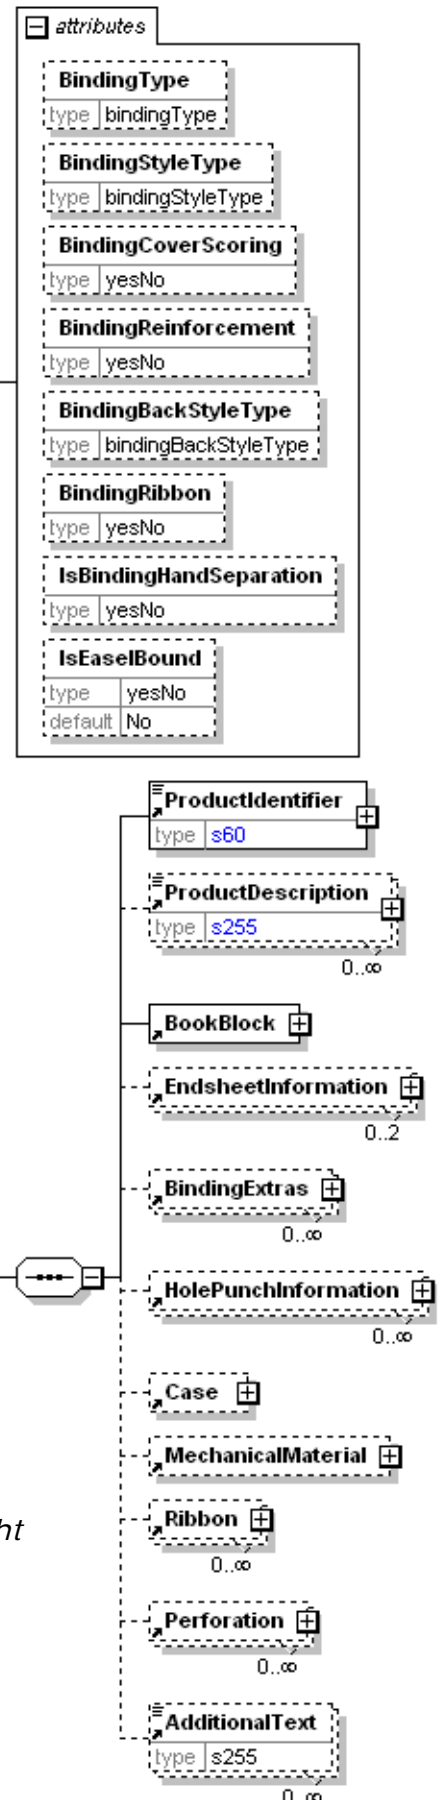 attributes
BindingType
type bindingType
BindingStyleType
type bindingStyleType
BindingCoverScoring
type yesNo
BindingReinforcement
type yesNo
BindingBackStyleType
type bindingBackStyleType
BindingRibbon
type yesNo
IsBindingHandSeparation
type yesNo
IsEaselBound
type yesNo
default No
ProductIdentifier
type s60
ProductDescription
type s255
0..∞
BookBlock
EndsheetInformation
0..2
BindingExtras
0..∞
HolePunchInformation
0..∞
Case
MechanicalMaterial
Ribbon
ht
0..∞
Perforation
0..∞
AdditionalText
type s255
0..∞